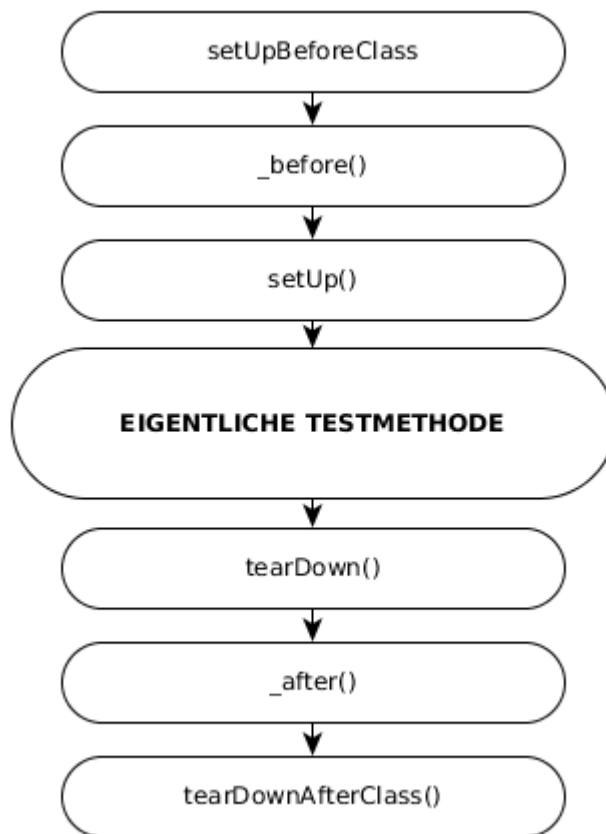 setUpBeforeClass
_before()
setUp()
EIGENTLICHE TESTMETHODE
tearDown()
_after()
tearDownAfterClass()